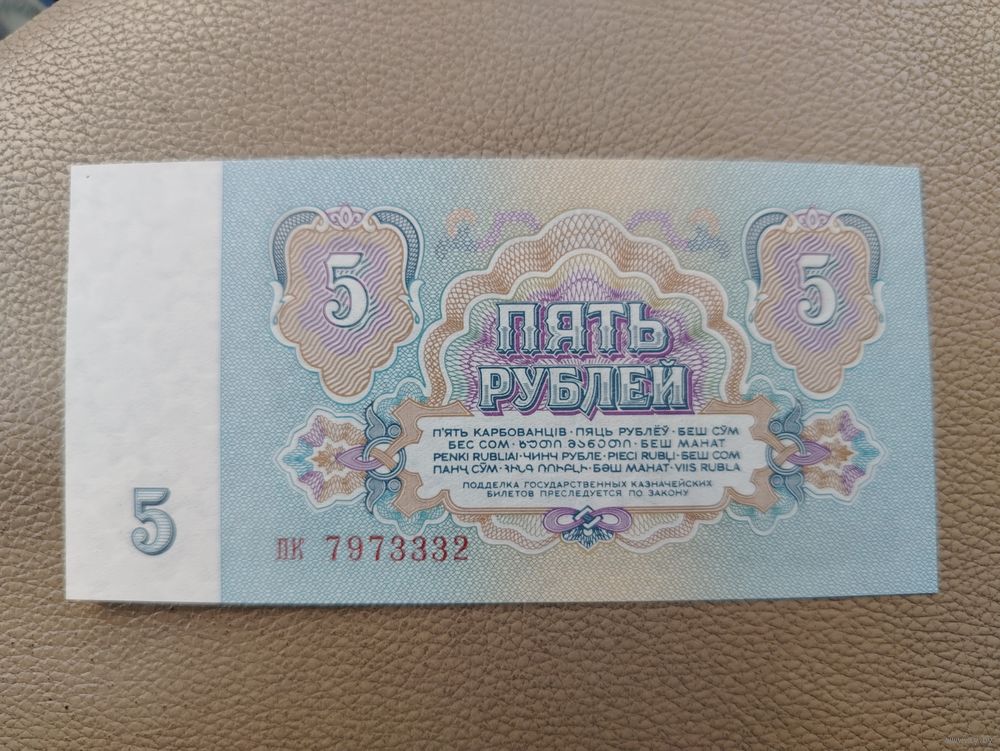 5 5
ПЯТЬ
РУБЛЕЙ
П'ЯТЬ КАРБОВАНЦІВ · ПЯЦЬ РУБЛЁЎ · БЕШ СЎМ
БЕС СОМ · ᲮᲣᲗᲘ ᲛᲐᲜᲔᲗᲘ · БЕШ МАНАТ
PENKI RUBLIAI · ЧИНЧ РУБЛЕ · PIECI RUBĻI · БЕШ СОМ
ПАНҶ СӮМ · ՀԻՆԳ ՌՈՒԲԼԻ · БӘШ МАНАТ · VIIS RUBLA
ПОДДЕЛКА ГОСУДАРСТВЕННЫХ КАЗНАЧЕЙСКИХ
БИЛЕТОВ ПРЕСЛЕДУЕТСЯ ПО ЗАКОНУ
5
ПК 7973332